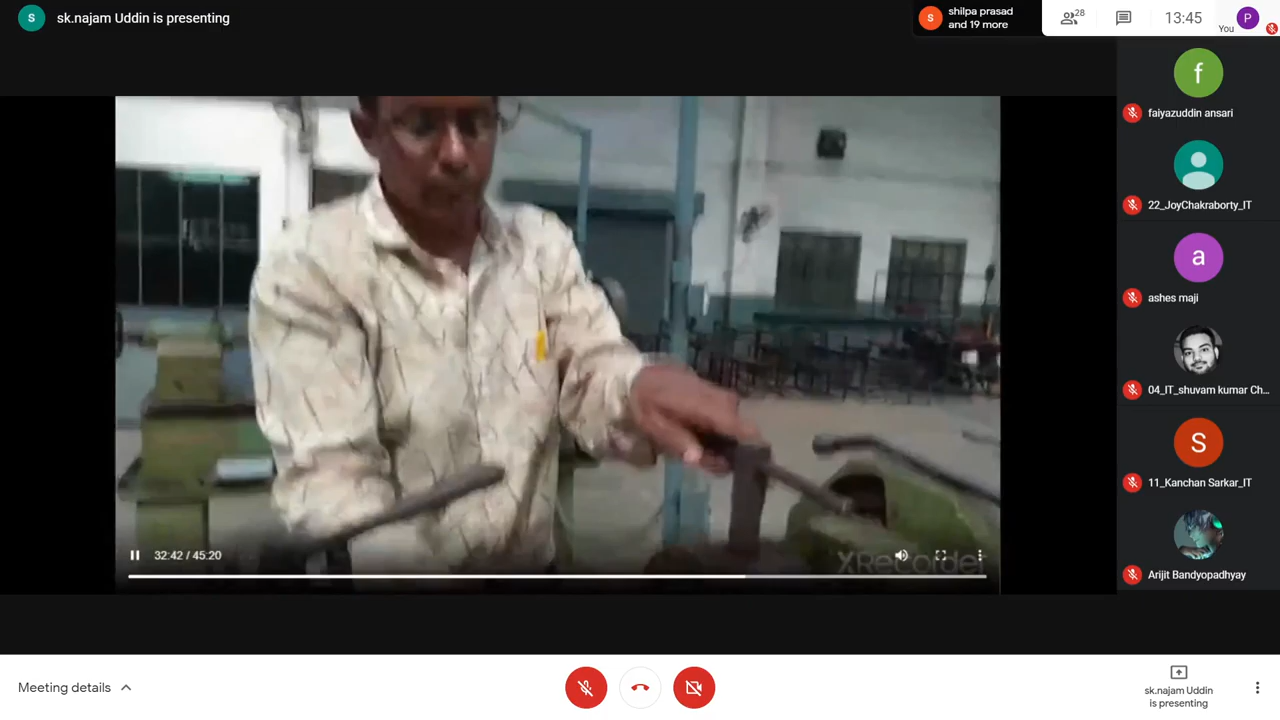 S
sk.najam Uddin is presenting
S
shilpa prasad
and 19 more
28
13:45
You
P
f
faiyazuddin ansari
22_JoyChakraborty_IT
a
ashes maji
04_IT_shuvam kumar Ch...
S
11_Kanchan Sarkar_IT
Arijit Bandyopadhyay
32:42 / 45:20
XRecorder
Meeting details
sk.najam Uddin
is presenting